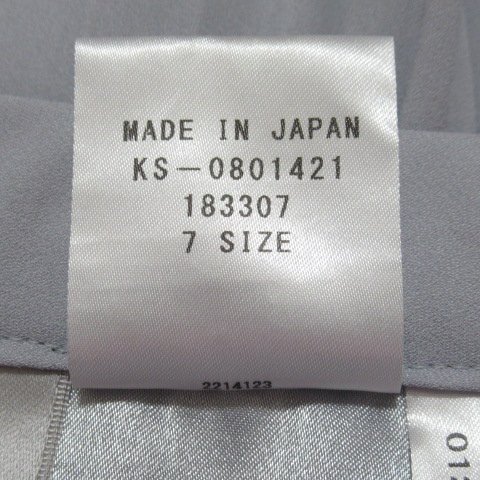 MADE IN JAPAN
KS-0801421
183307
7 SIZE
2214123